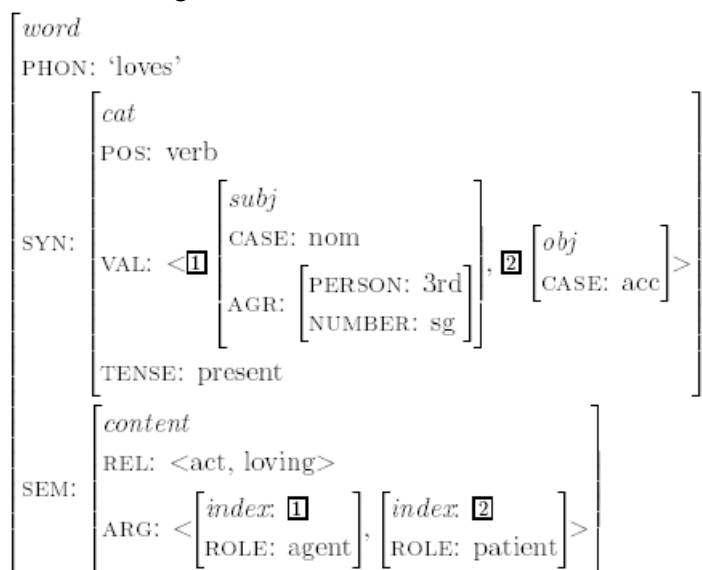 word
PHON: ‘loves’
cat
POS: verb
subj
CASE: nom
SYN: VAL: <1 , 2 obj
CASE: acc >
AGR: PERSON: 3rd
NUMBER: sg
TENSE: present
content
REL: <act, loving>
SEM:
ARG: < index: 1 , index: 2 >
ROLE: agent ROLE: patient